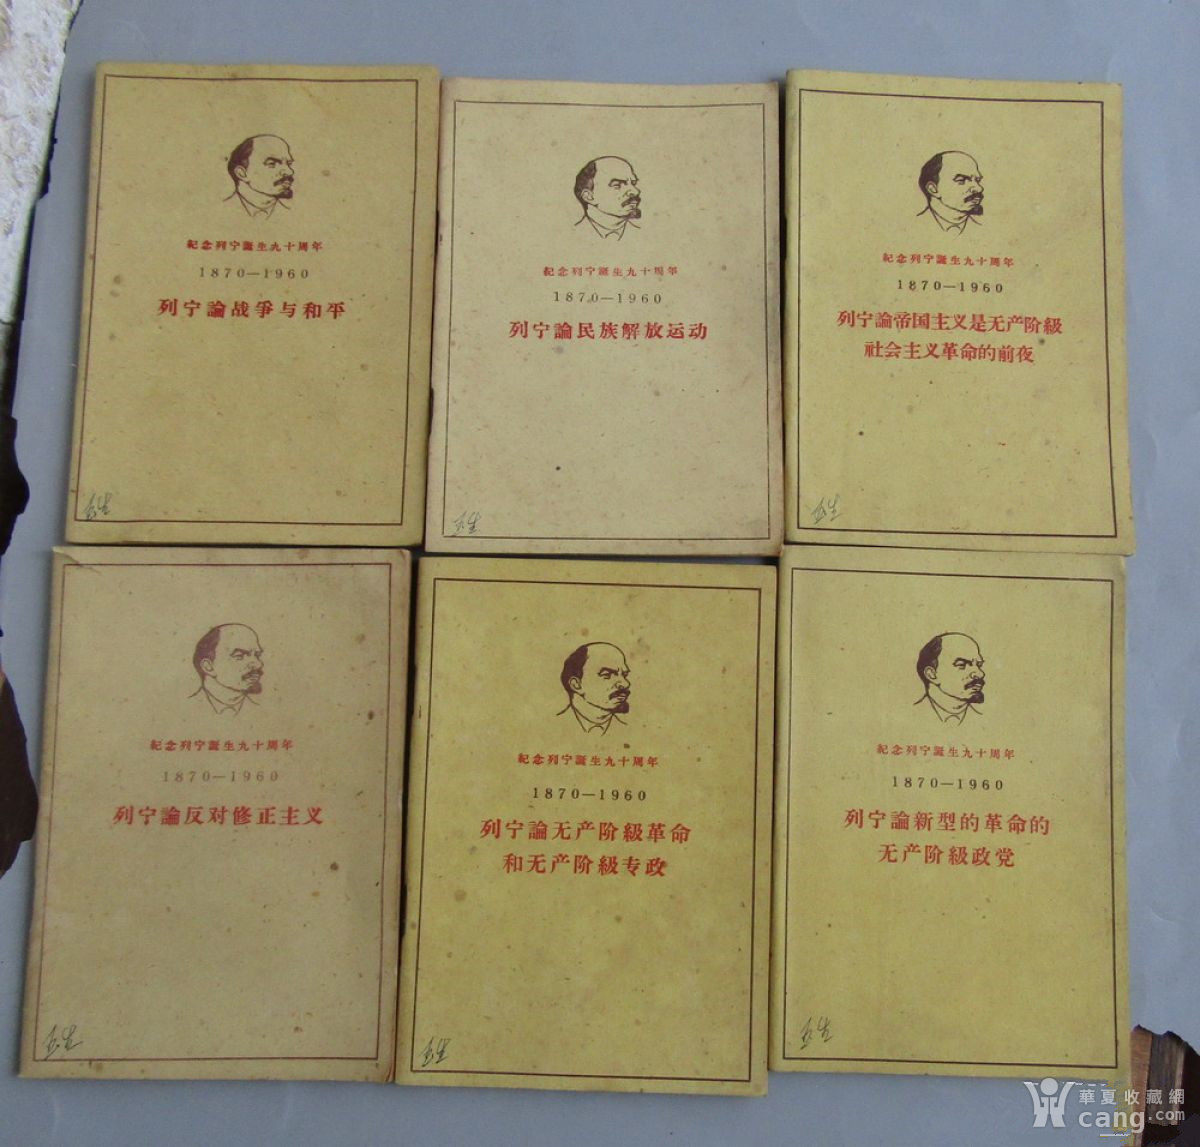 紀念列宁誕生九十周年
1870—1960
列宁論战爭与和平
紀念列宁誕生九十周年
1870—1960
列宁論民族解放运动
紀念列宁誕生九十周年
1870—1960
列宁論帝国主义是无产阶級
社会主义革命的前夜
紀念列宁誕生九十周年
1870—1960
列宁論反对修正主义
紀念列宁誕生九十周年
1870—1960
列宁論无产阶級革命
和无产阶級专政
紀念列宁誕生九十周年
1870—1960
列宁論新型的革命的
无产阶級政党
華夏收藏網
cang.com